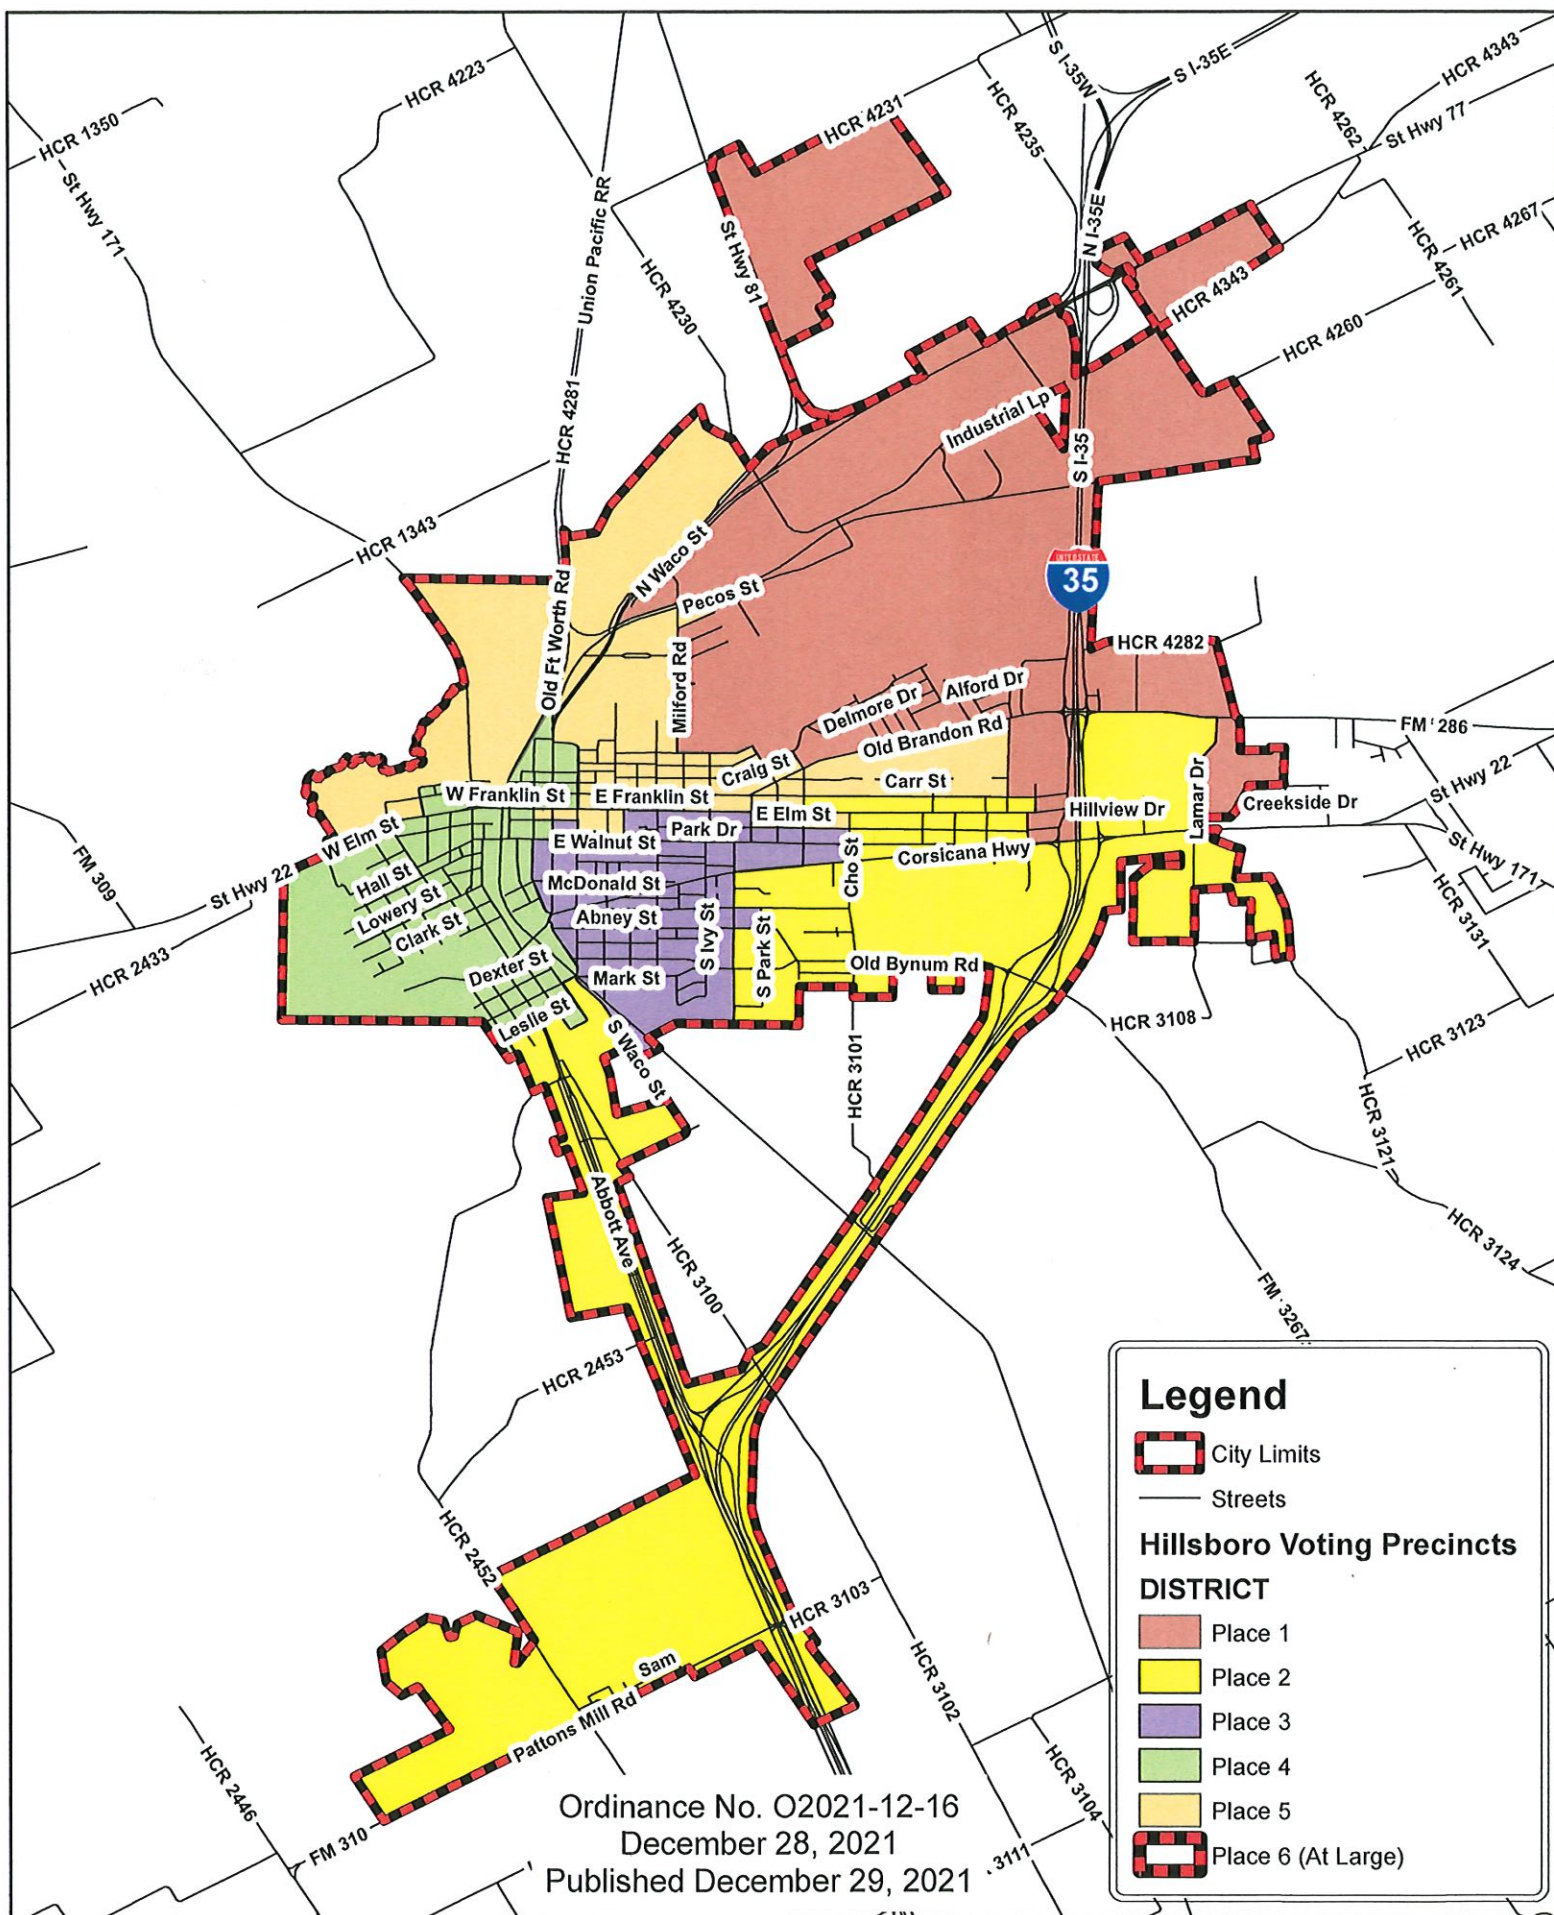 HCR 4223
HCR 1350
St Hwy 171
Union Pacific RR
HCR 4231
HCR 4235
S I-35W
S I-35E
HCR 4343
HCR 4262
St Hwy 77
N I-35E
HCR 4267
HCR 4261
St Hwy 81
HCR 4230
HCR 4343
HCR 4260
HCR 4281
Industrial Lp
S I-35
HCR 1343
N Waco St
INTERSTATE
35
Old Ft Worth Rd
Pecos St
Milford Rd
HCR 4282
Delmore Dr
Alford Dr
Old Brandon Rd
FM 286
Craig St
Carr St
St Hwy 22
W Franklin St
E Franklin St
E Elm St
Hillview Dr
Lamar Dr
Creekside Dr
W Elm St
E Walnut St
Park Dr
Cho St
Corsicana Hwy
St Hwy 171
FM 309
St Hwy 22
Hall St
McDonald St
Lowery St
Abney St
Clark St
S Ivy St
S Park St
HCR 3131
HCR 2433
Dexter St
Mark St
Old Bynum Rd
Leslie St
S Waco St
HCR 3101
HCR 3108
HCR 3123
HCR 3121
Abbott Ave
HCR 3100
HCR 3124
FM 3267
HCR 2453
HCR 2452
HCR 3103
Sam
Pattons Mill Rd
HCR 3102
HCR 2446
HCR 3104
FM 310
3111
Ordinance No. O2021-12-16
December 28, 2021
Published December 29, 2021
Legend
City Limits
Streets
Hillsboro Voting Precincts
DISTRICT
Place 1
Place 2
Place 3
Place 4
Place 5
Place 6 (At Large)